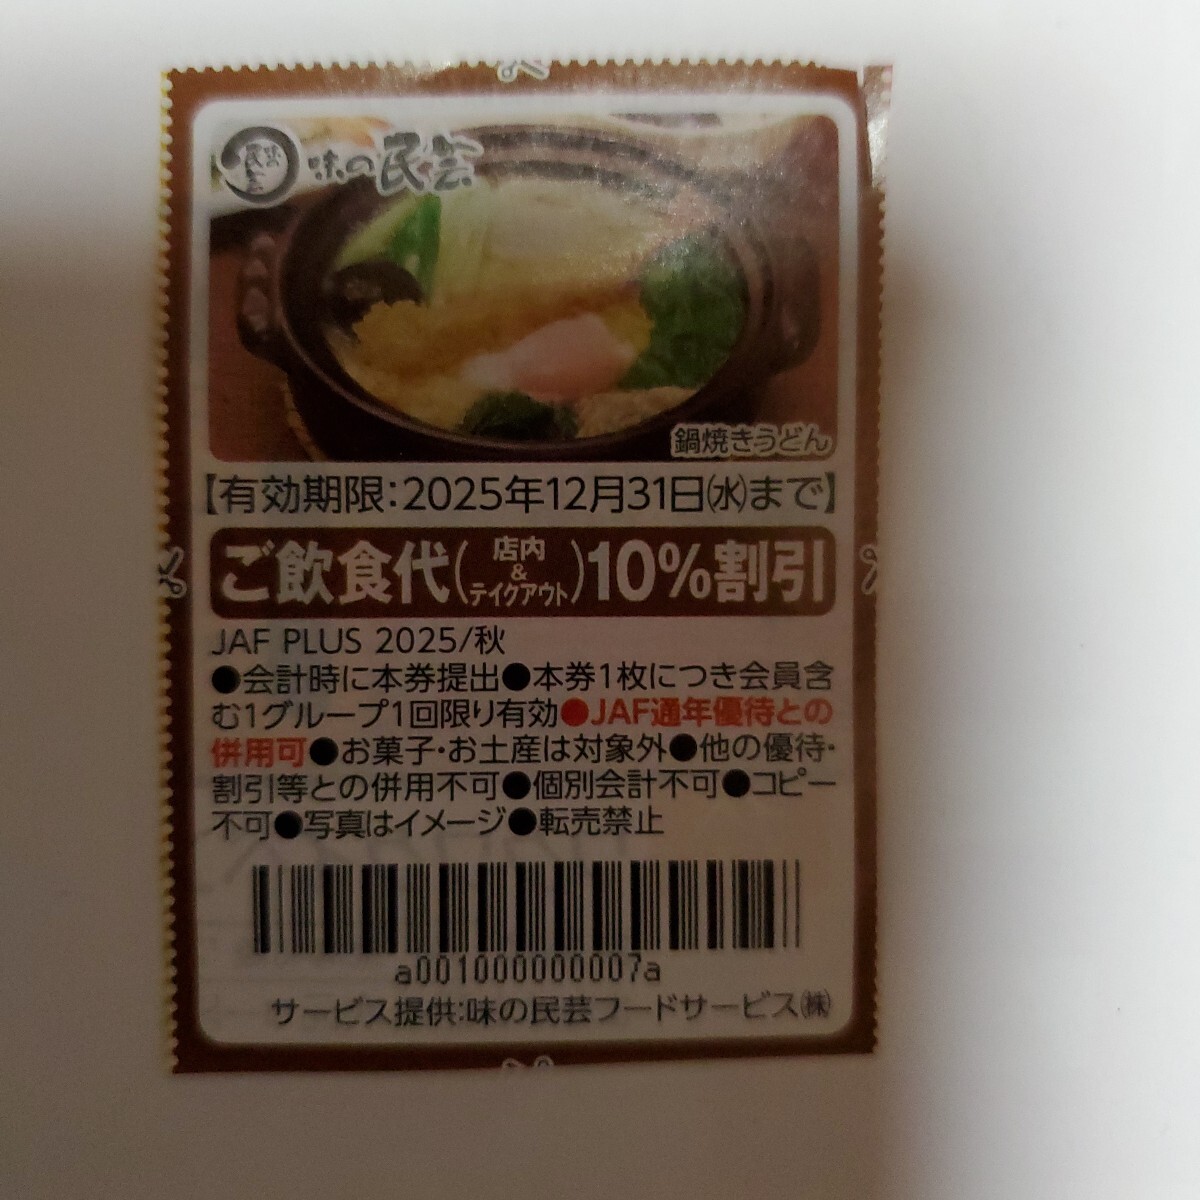 味の民芸
味の民芸
鍋焼きうどん
【有効期限:2025年12月31日㈬まで】
ご飲食代(店内&テイクアウト)10%割引
JAF PLUS 2025/秋
●会計時に本券提出●本券1枚につき会員含
む1グループ1回限り有効●JAF通年優待との
併用可●お菓子・お土産は対象外●他の優待・
割引等との併用不可●個別会計不可●コピー
不可●写真はイメージ●転売禁止
a001000000007a
サービス提供:味の民芸フードサービス㈱